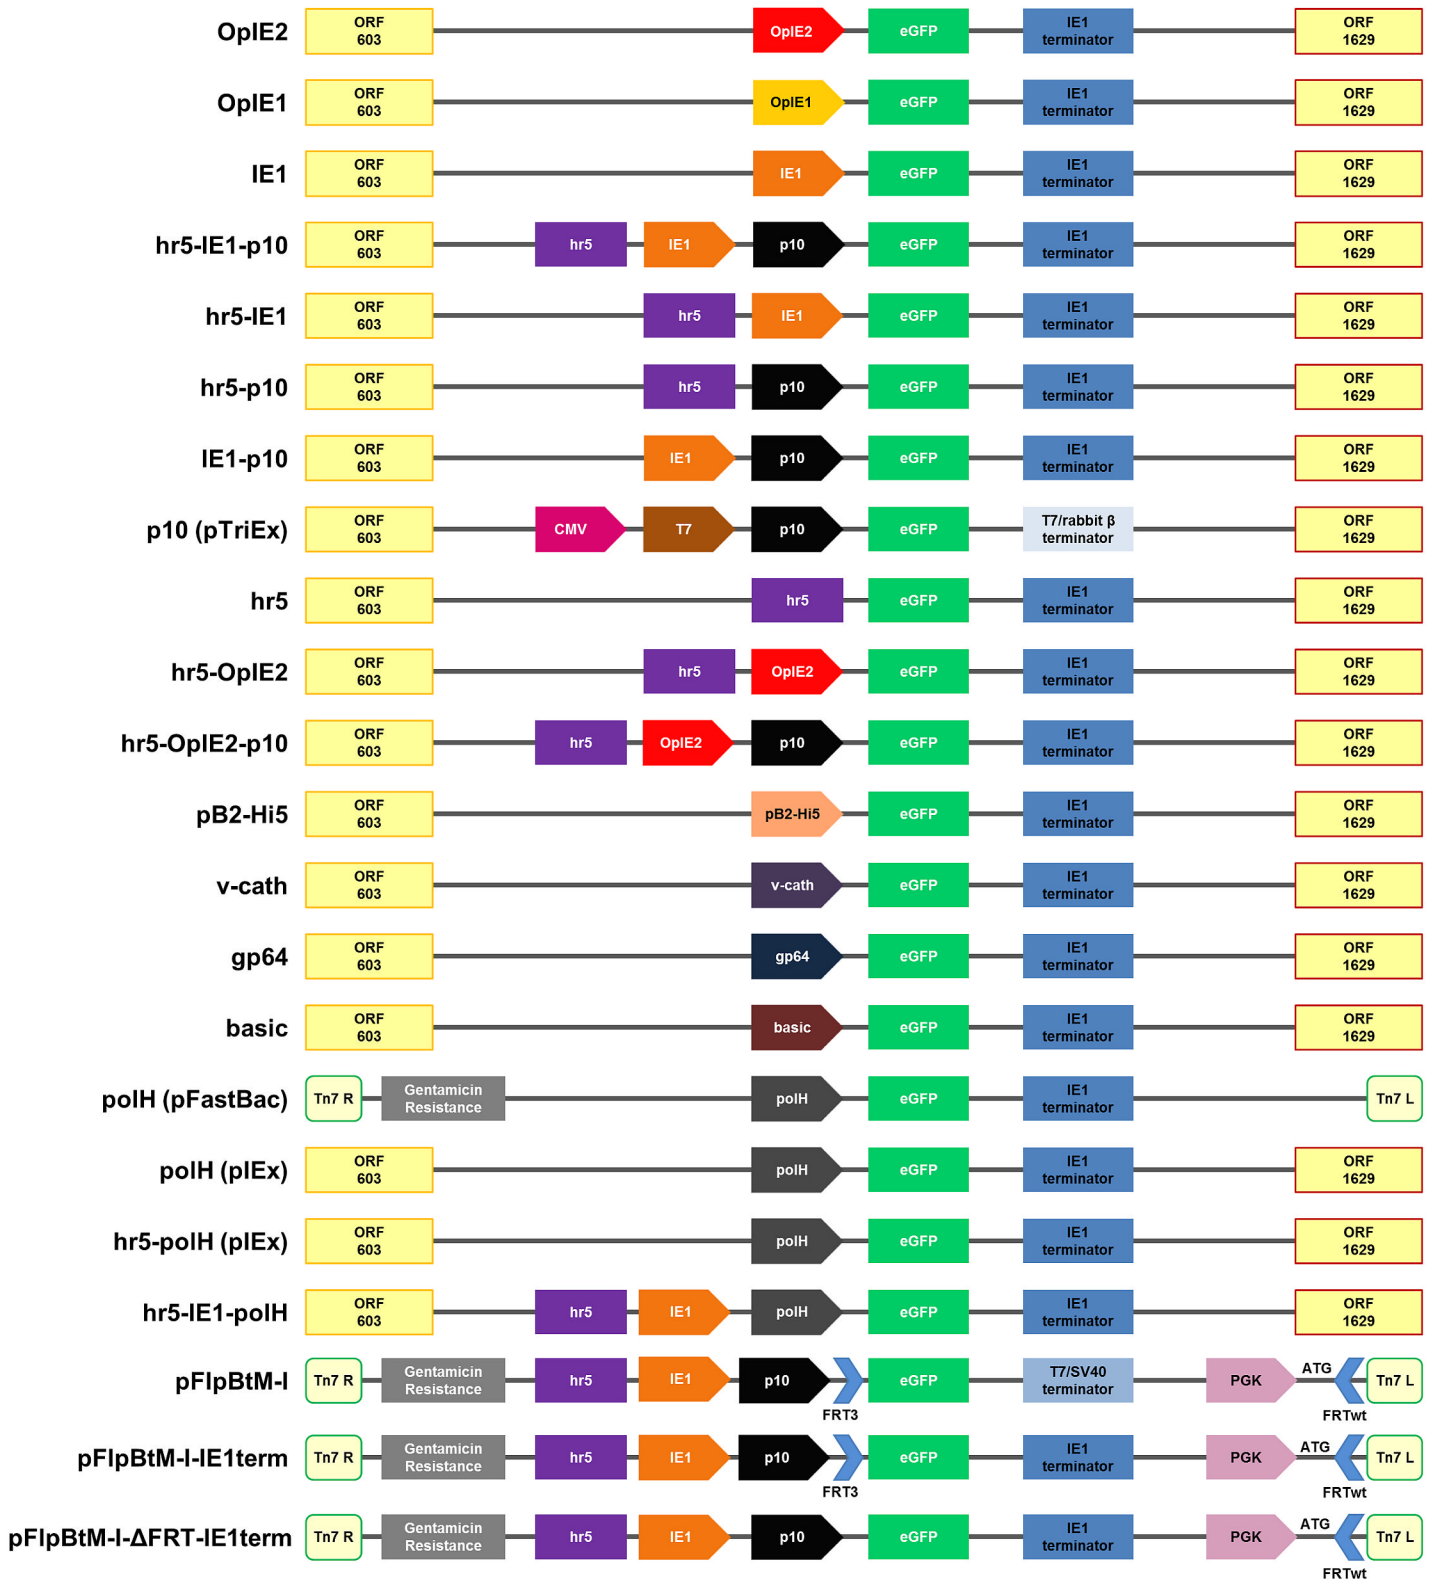 OpIE2 ORF 603 OpIE2 eGFP IE1 terminator ORF 1629
OpIE1 ORF 603 OpIE1 eGFP IE1 terminator ORF 1629
IE1 ORF 603 IE1 eGFP IE1 terminator ORF 1629
hr5-IE1-p10 ORF 603 hr5 IE1 p10 eGFP IE1 terminator ORF 1629
hr5-IE1 ORF 603 hr5 IE1 eGFP IE1 terminator ORF 1629
hr5-p10 ORF 603 hr5 p10 eGFP IE1 terminator ORF 1629
IE1-p10 ORF 603 IE1 p10 eGFP IE1 terminator ORF 1629
p10 (pTriEx) ORF 603 CMV T7 p10 eGFP T7/rabbit β terminator ORF 1629
hr5 ORF 603 hr5 eGFP IE1 terminator ORF 1629
hr5-OpIE2 ORF 603 hr5 OpIE2 eGFP IE1 terminator ORF 1629
hr5-OpIE2-p10 ORF 603 hr5 OpIE2 p10 eGFP IE1 terminator ORF 1629
pB2-Hi5 ORF 603 pB2-Hi5 eGFP IE1 terminator ORF 1629
v-cath ORF 603 v-cath eGFP IE1 terminator ORF 1629
gp64 ORF 603 gp64 eGFP IE1 terminator ORF 1629
basic ORF 603 basic eGFP IE1 terminator ORF 1629
polH (pFastBac) Tn7 R Gentamicin Resistance polH eGFP IE1 terminator Tn7 L
polH (pIEx) ORF 603 polH eGFP IE1 terminator ORF 1629
hr5-polH (pIEx) ORF 603 polH eGFP IE1 terminator ORF 1629
hr5-IE1-polH ORF 603 hr5 IE1 polH eGFP IE1 terminator ORF 1629
pFlpBtM-I Tn7 R Gentamicin Resistance hr5 IE1 p10 FRT3 eGFP T7/SV40 terminator PGK ATG FRTwt Tn7 L
pFlpBtM-I-IE1term Tn7 R Gentamicin Resistance hr5 IE1 p10 FRT3 eGFP IE1 terminator PGK ATG FRTwt Tn7 L
pFlpBtM-I-ΔFRT-IE1term Tn7 R Gentamicin Resistance hr5 IE1 p10 eGFP IE1 terminator PGK ATG FRTwt Tn7 L